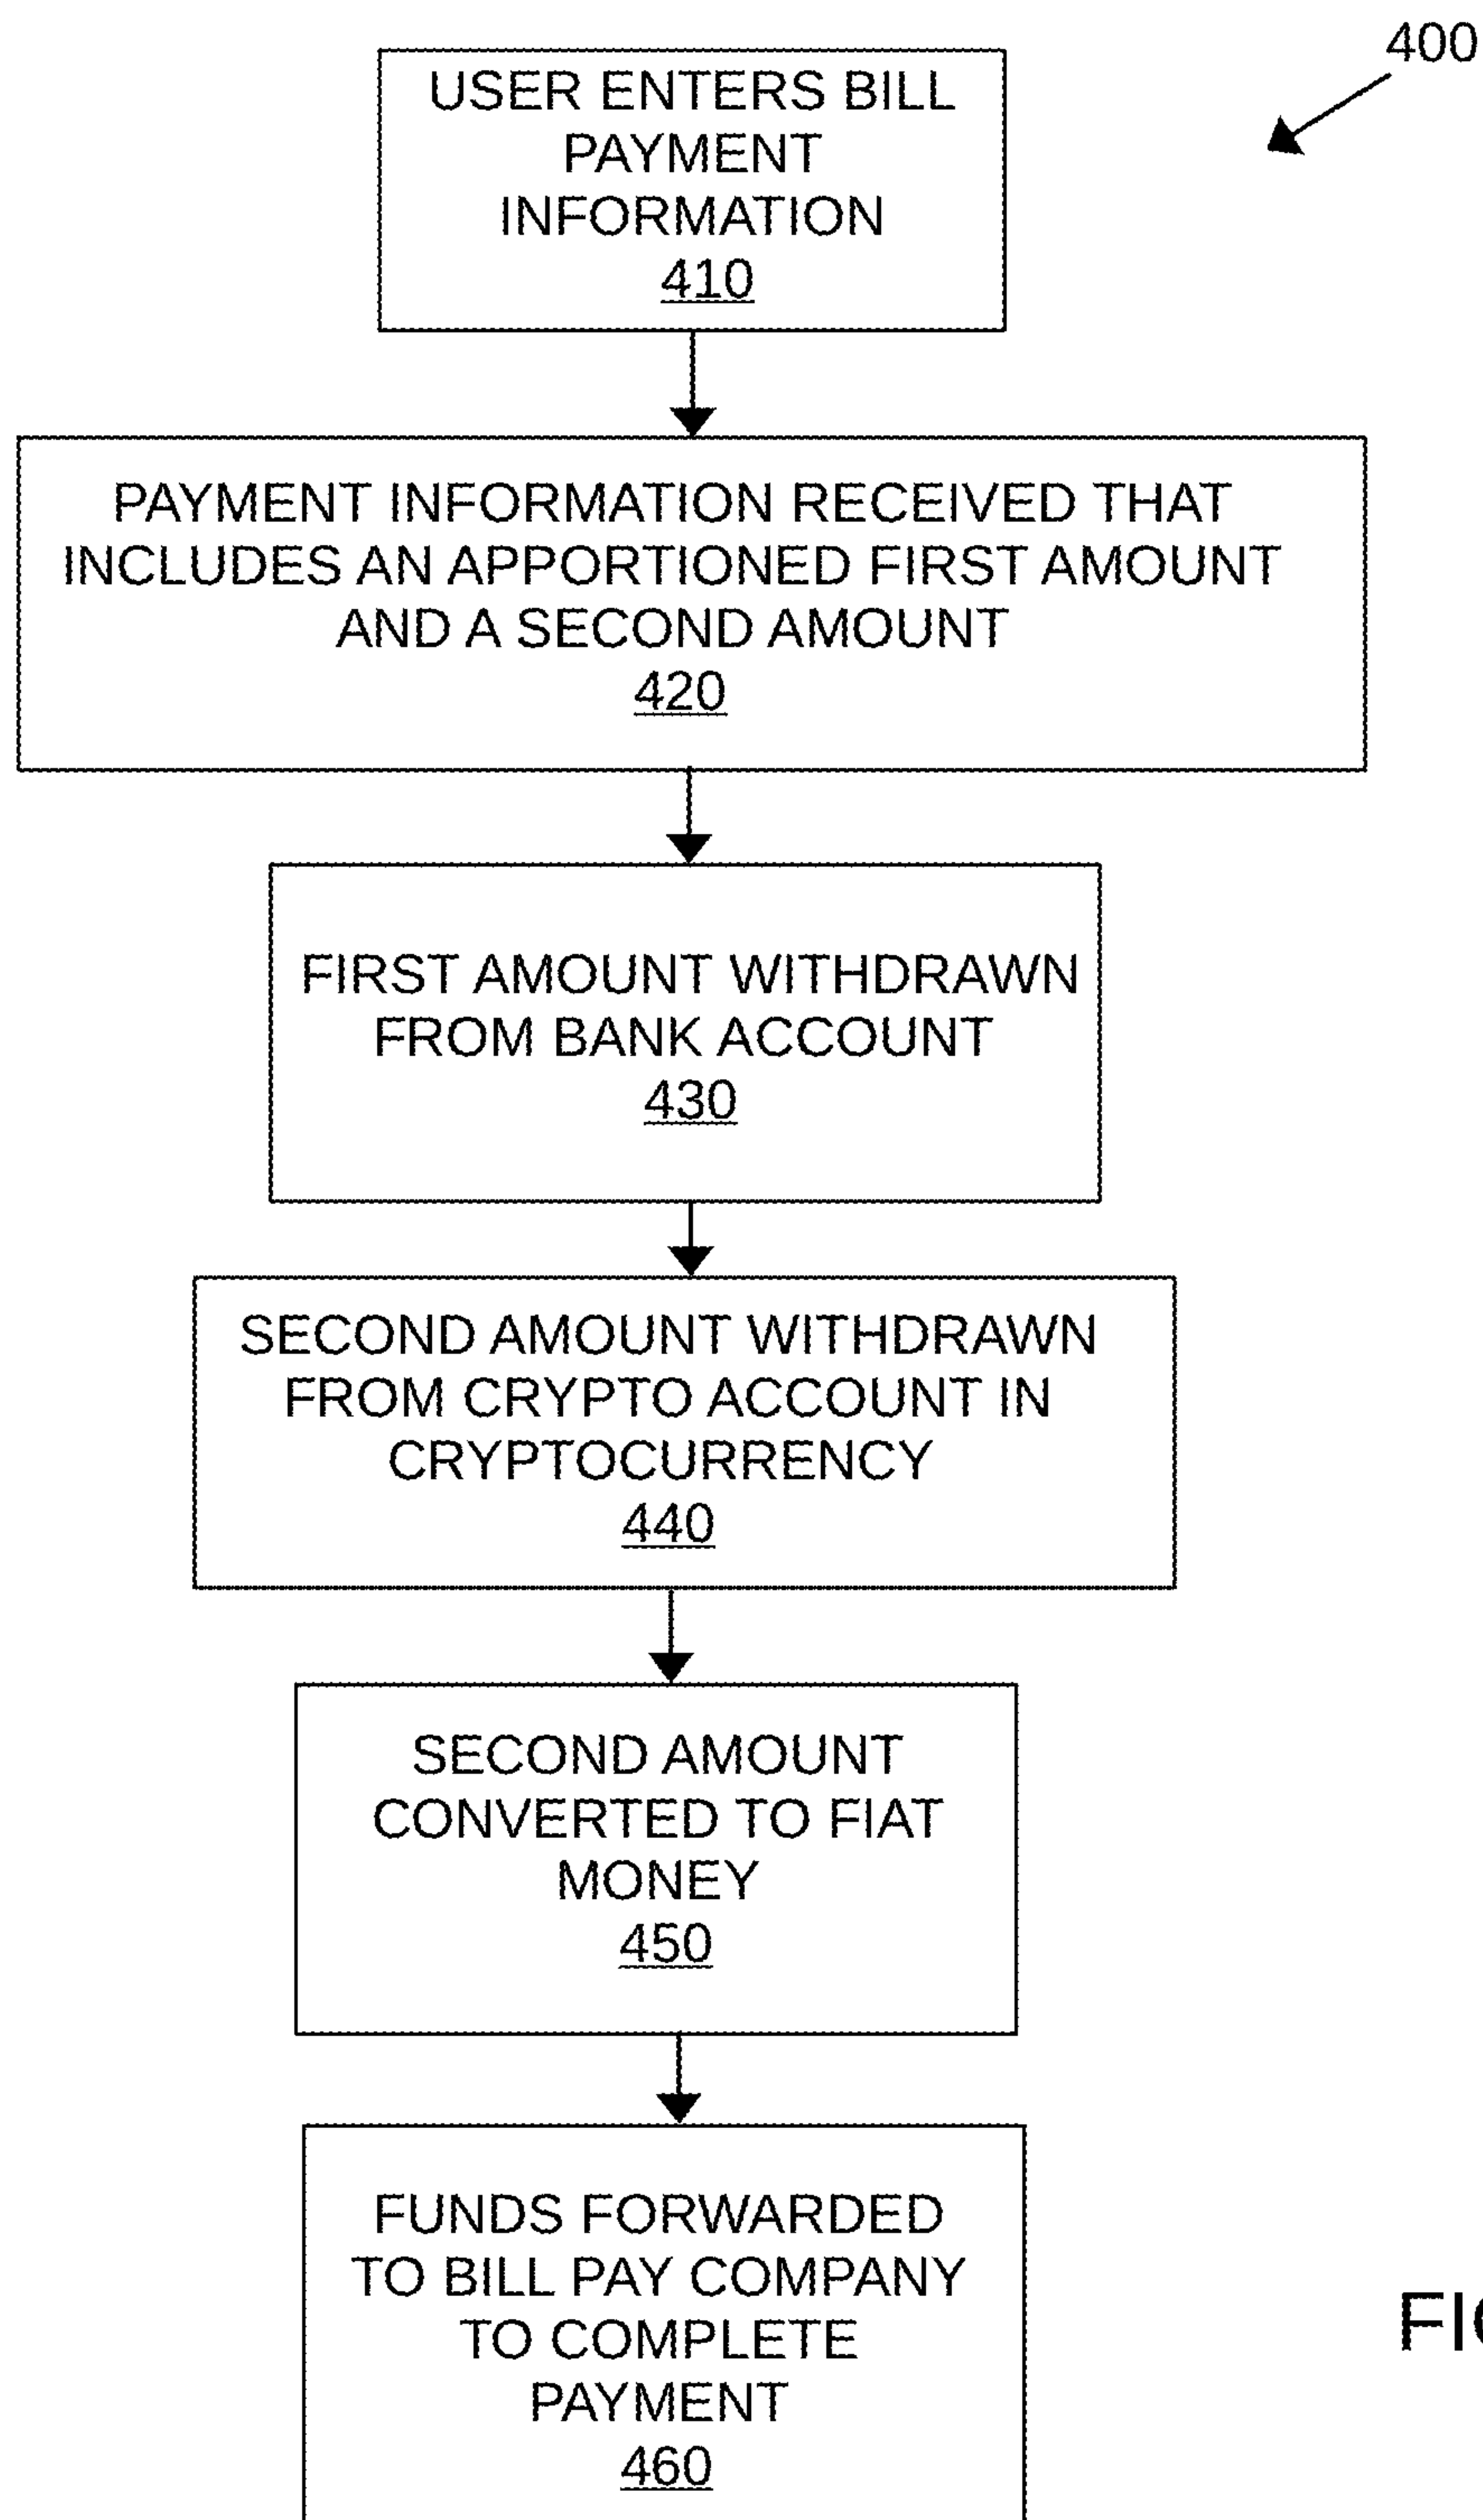 400
USER ENTERS BILL
PAYMENT
INFORMATION
410
PAYMENT INFORMATION RECEIVED THAT
INCLUDES AN APPORTIONED FIRST AMOUNT
AND A SECOND AMOUNT
420
FIRST AMOUNT WITHDRAWN
FROM BANK ACCOUNT
430
SECOND AMOUNT WITHDRAWN
FROM CRYPTO ACCOUNT IN
CRYPTOCURRENCY
440
SECOND AMOUNT
CONVERTED TO FIAT
MONEY
450
FUNDS FORWARDED
TO BILL PAY COMPANY
TO COMPLETE
PAYMENT
460